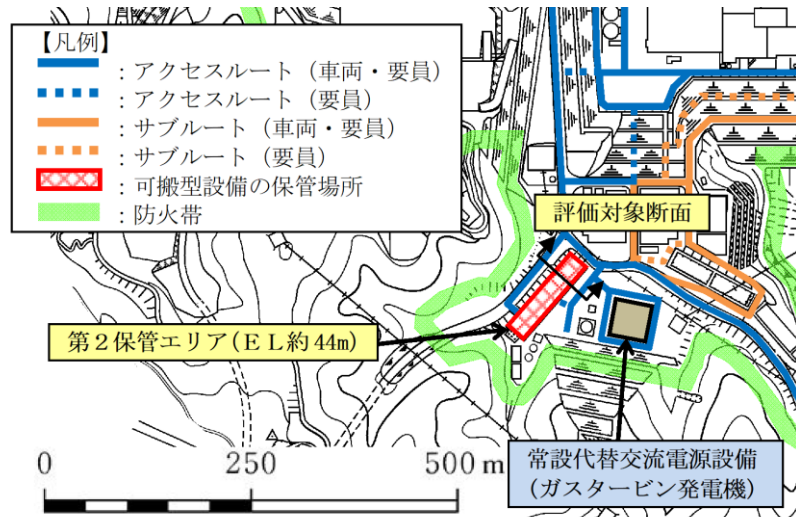 【凡例】
：アクセスルート（車両・要員）
：アクセスルート（要員）
：サブルート（車両・要員）
：サブルート（要員）
：可搬型設備の保管場所
：防火帯
評価対象断面
第２保管エリア（ＥＬ約44m）
常設代替交流電源設備
（ガスタービン発電機）
0 250 500 m